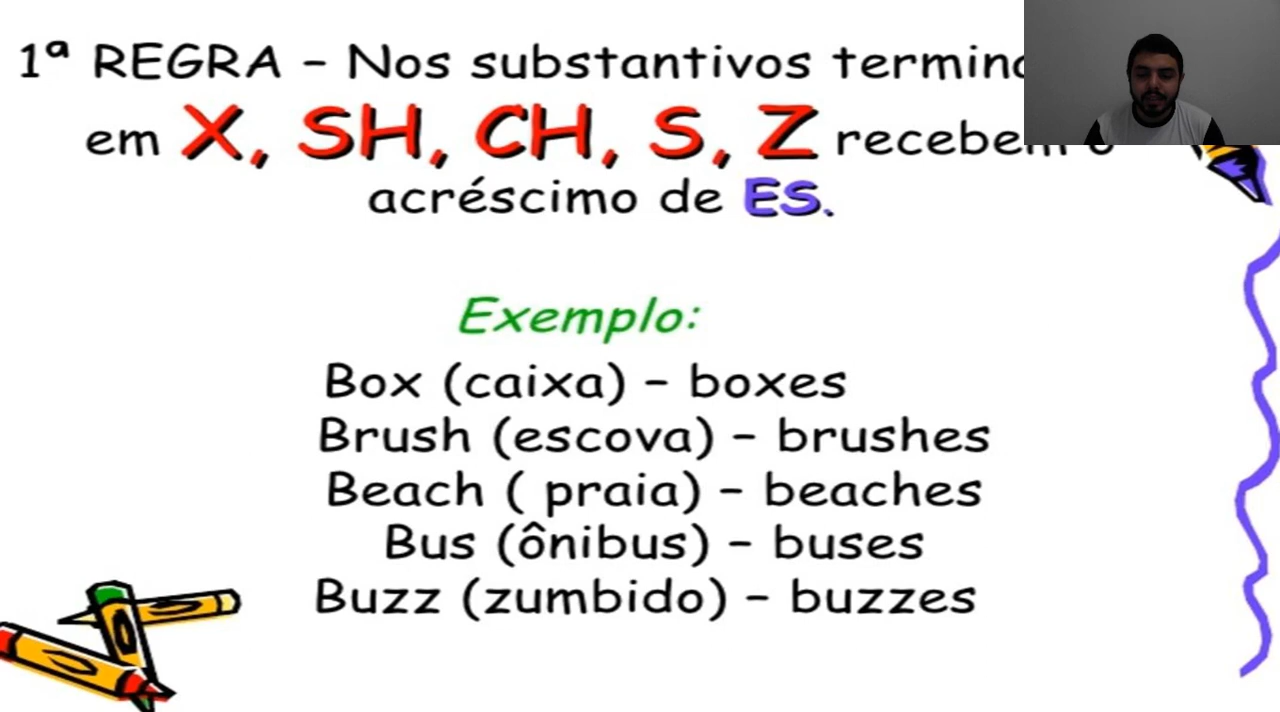 1ª REGRA – Nos substantivos
em X, SH, CH, S, Z recebem o
acréscimo de ES.
Exemplo:
Box (caixa) – boxes
Brush (escova) – brushes
Beach ( praia) – beaches
Bus (ônibus) – buses
Buzz (zumbido) – buzzes